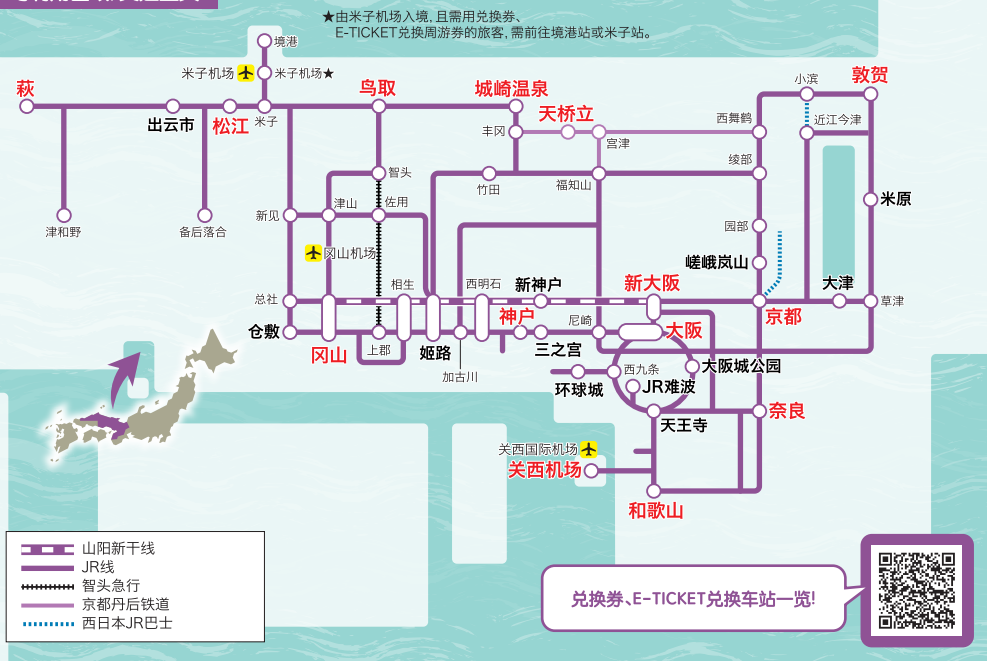 ★由米子机场入境,且需用兑换券、
E-TICKET兑换周游券的旅客,需前往境港站或米子站。
境港
米子机场
米子机场★
萩
鸟取
城崎温泉
小滨
敦贺
出云市
松江
米子
天桥立
丰冈
宫津
西舞鹤
近江今津
绫部
智头
竹田
福知山
米原
津和野
备后落合
新见
津山
佐用
园部
冈山机场
嵯峨岚山
相生
西明石
新神户
新大阪
大津
总社
草津
神户
京都
仓敷
尼崎
大阪
冈山
上郡
姬路
三之宫
加古川
西九条
大阪城公园
环球城
JR难波
奈良
天王寺
关西国际机场
关西机场
和歌山
山阳新干线
JR线
智头急行
京都丹后铁道
西日本JR巴士
兑换券、E-TICKET兑换车站一览!